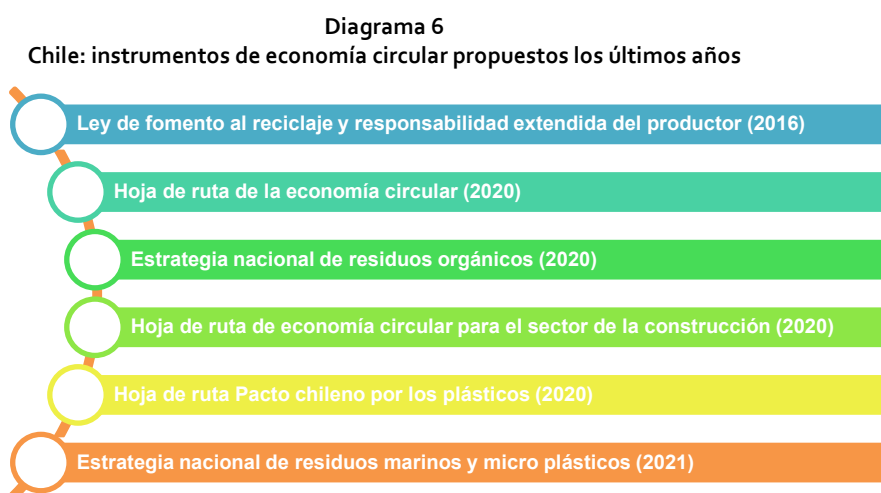 Diagrama 6
Chile: instrumentos de economía circular propuestos los últimos años
Ley de fomento al reciclaje y responsabilidad extendida del productor (2016)
Hoja de ruta de la economía circular (2020)
Estrategia nacional de residuos orgánicos (2020)
Hoja de ruta de economía circular para el sector de la construcción (2020)
Hoja de ruta Pacto chileno por los plásticos (2020)
Estrategia nacional de residuos marinos y micro plásticos (2021)